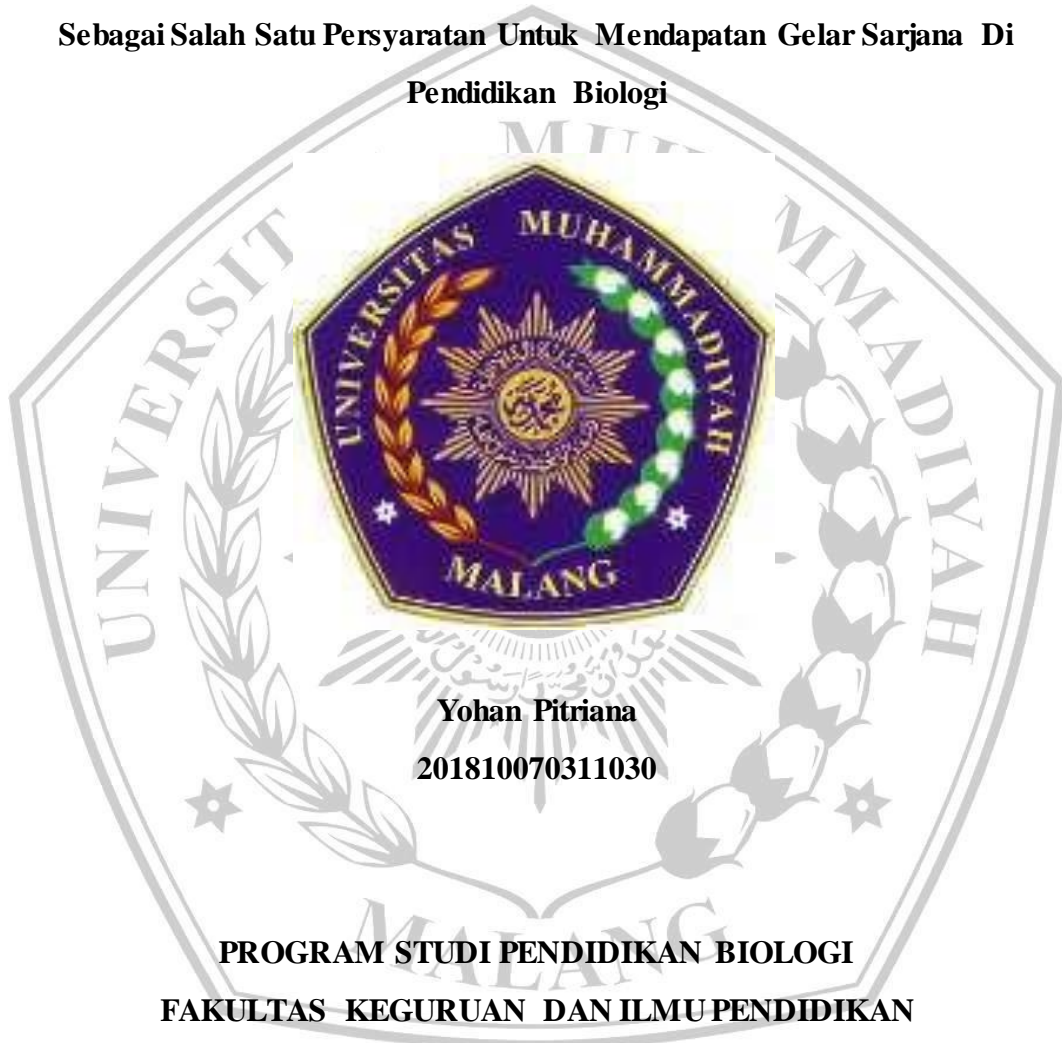 Sebagai Salah Satu Persyaratan Untuk Mendapatan Gelar Sarjana Di
Pendidikan Biologi
UNIVERSITAS MUHAMMADIYAH
MALANG
Yohan Pitriana
201810070311030
PROGRAM STUDI PENDIDIKAN BIOLOGI
FAKULTAS KEGURUAN DAN ILMU PENDIDIKAN